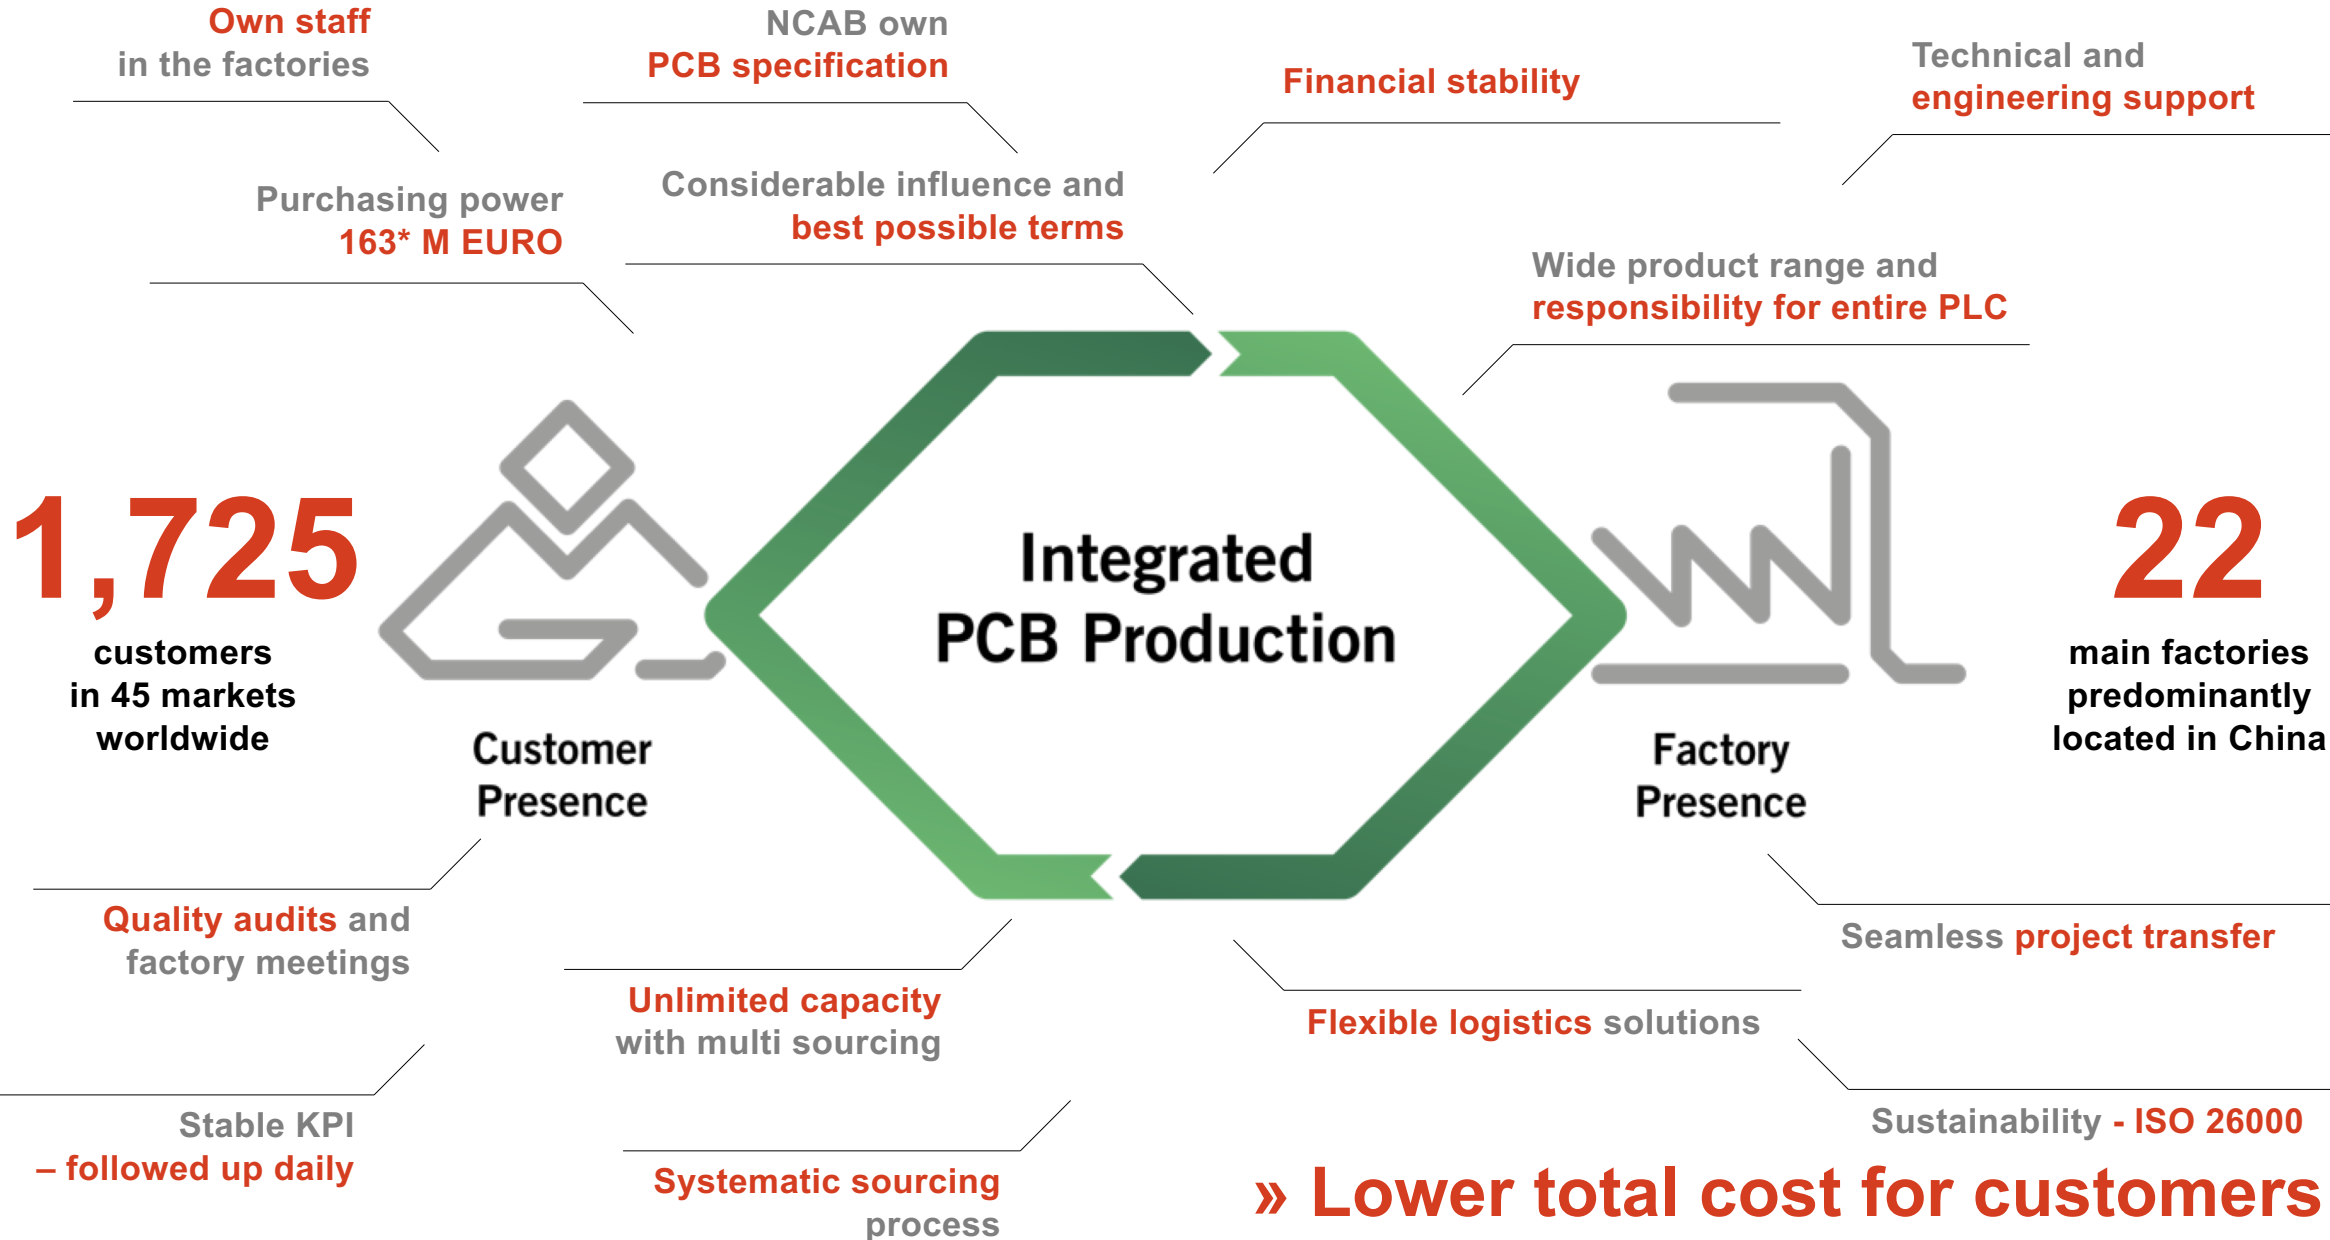 Own staff
in the factories
NCAB own
PCB specification
Financial stability
Technical and
engineering support
Purchasing power
163* M EURO
Considerable influence and
best possible terms
Wide product range and
responsibility for entire PLC
1,725
customers
in 45 markets
worldwide
Customer
Presence
Integrated
PCB Production
Factory
Presence
22
main factories
predominantly
located in China
Quality audits and
factory meetings
Unlimited capacity
with multi sourcing
Flexible logistics solutions
Seamless project transfer
Stable KPI
– followed up daily
Systematic sourcing
process
Sustainability - ISO 26000
» Lower total cost for customers